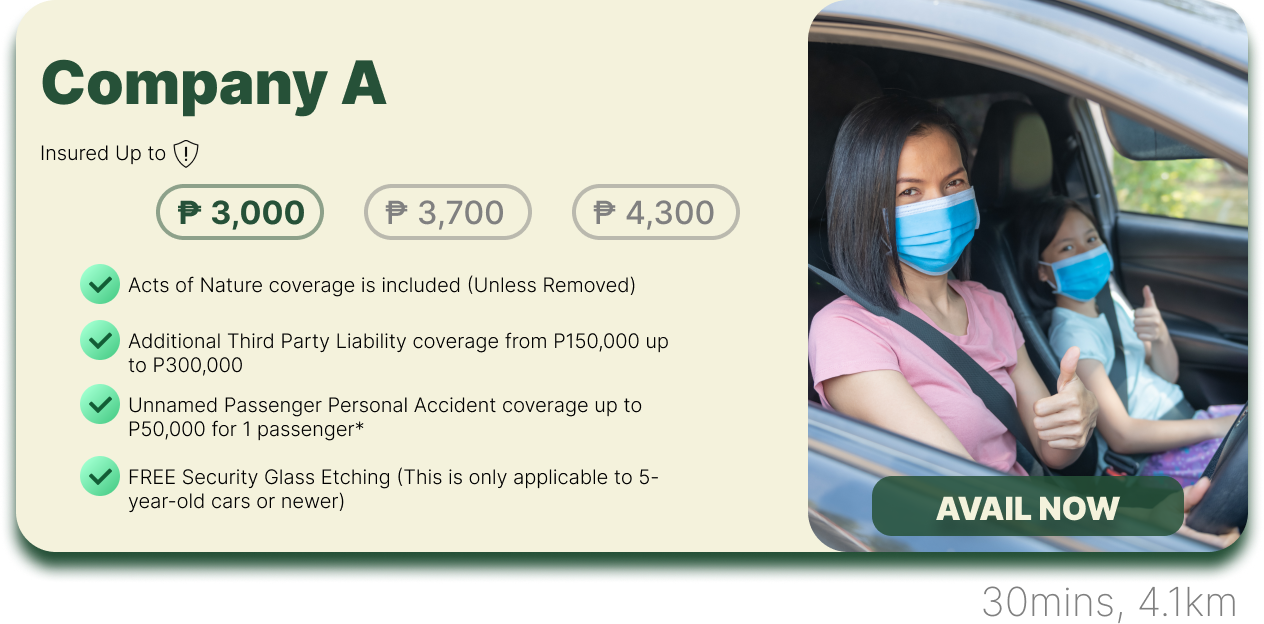 Company A
Insured Up to
₱ 3,000
₱ 3,700
₱ 4,300
Acts of Nature coverage is included (Unless Removed)
Additional Third Party Liability coverage from P150,000 up
to P300,000
Unnamed Passenger Personal Accident coverage up to
P50,000 for 1 passenger*
FREE Security Glass Etching (This is only applicable to 5-
year-old cars or newer)
AVAIL NOW
30mins, 4.1km